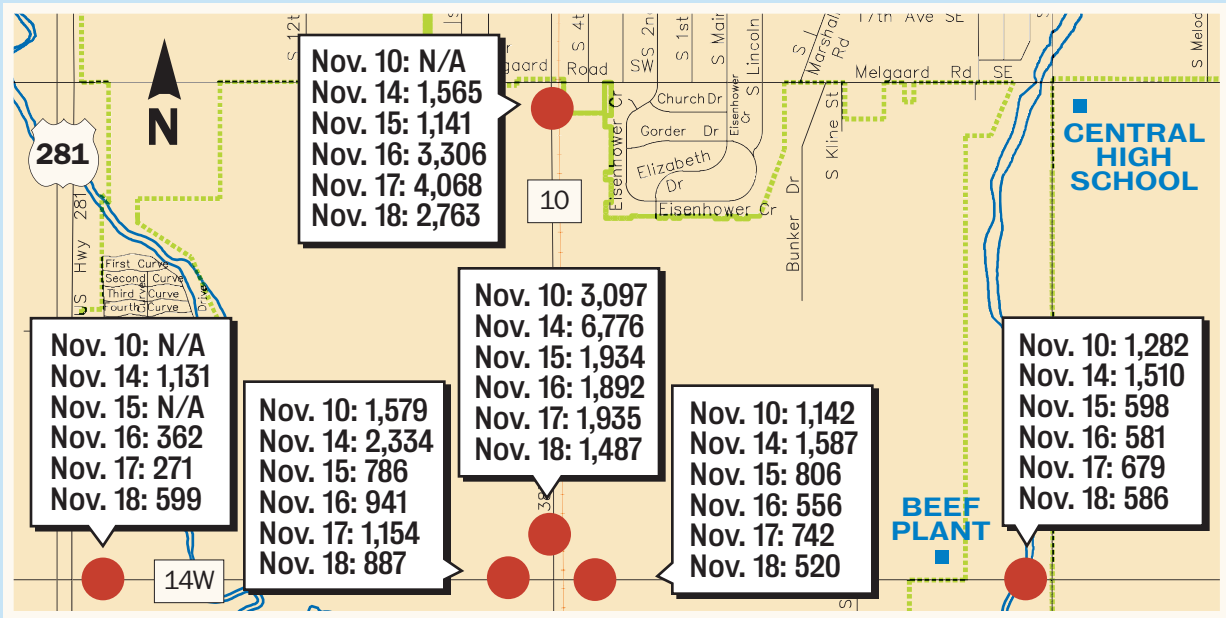 17th Ave SE
S 12t
S 4t
S 2n
S 1st
S Main
S Lincoln
S Marshall Rd
S Melod
gaard Road SW
Melgaard Rd SE
N
281
US Hwy 281
Nov. 10: N/A
Nov. 14: 1,565
Nov. 15: 1,141
Nov. 16: 3,306
Nov. 17: 4,068
Nov. 18: 2,763
10
Church Dr
Gorder Dr
Elizabeth Dr
Eisenhower Cr
Eisenhower Cr
Eisenhower Cr
S Kline St
Bunker Dr
CENTRAL
HIGH
SCHOOL
First Curve
Second Curve
Third Curve
Fourth Curve
Curve
Drive
Nov. 10: N/A
Nov. 14: 1,131
Nov. 15: N/A
Nov. 16: 362
Nov. 17: 271
Nov. 18: 599
14W
Nov. 10: 1,579
Nov. 14: 2,334
Nov. 15: 786
Nov. 16: 941
Nov. 17: 1,154
Nov. 18: 887
Nov. 10: 3,097
Nov. 14: 6,776
Nov. 15: 1,934
Nov. 16: 1,892
Nov. 17: 1,935
Nov. 18: 1,487
38
Nov. 10: 1,142
Nov. 14: 1,587
Nov. 15: 806
Nov. 16: 556
Nov. 17: 742
Nov. 18: 520
S
BEEF
PLANT
Nov. 10: 1,282
Nov. 14: 1,510
Nov. 15: 598
Nov. 16: 581
Nov. 17: 679
Nov. 18: 586